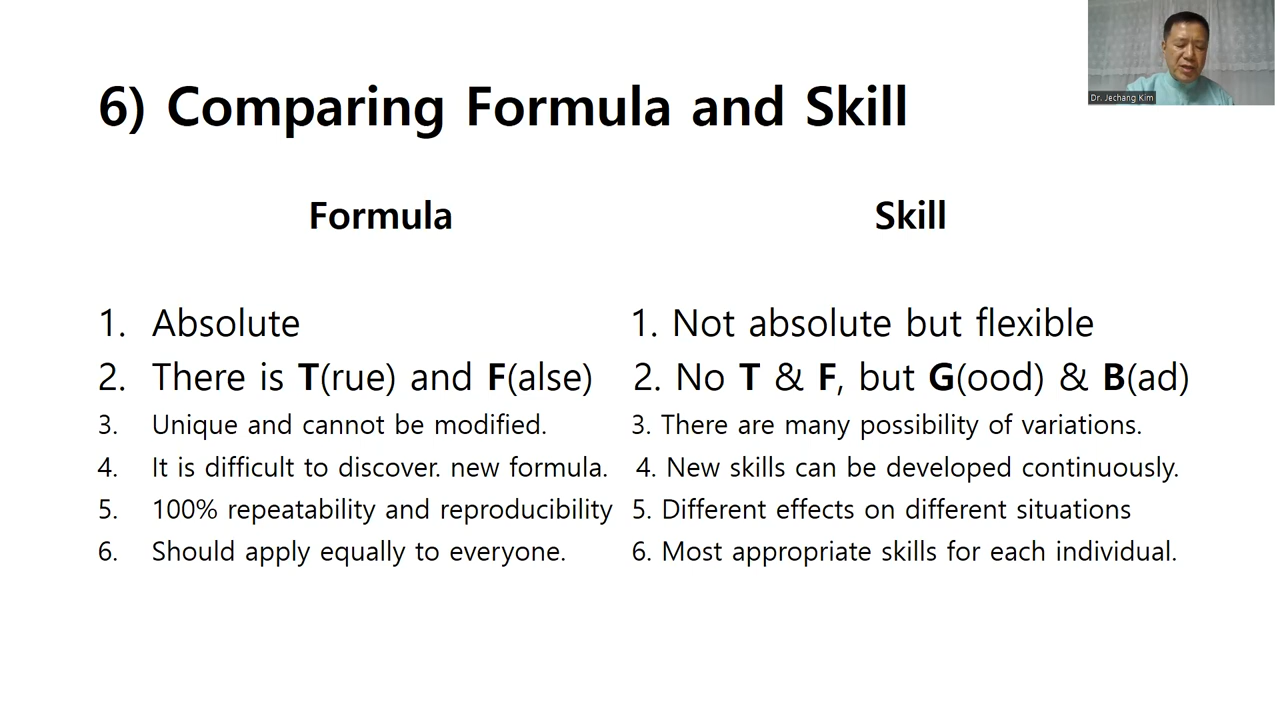 Dr. Jechang Kim
6) Comparing Formula and Skill
Formula
1. Absolute
2. There is T(rue) and F(alse)
3. Unique and cannot be modified.
4. It is difficult to discover. new formula.
5. 100% repeatability and reproducibility
6. Should apply equally to everyone.
Skill
1. Not absolute but flexible
2. No T & F, but G(ood) & B(ad)
3. There are many possibility of variations.
4. New skills can be developed continuously.
5. Different effects on different situations
6. Most appropriate skills for each individual.